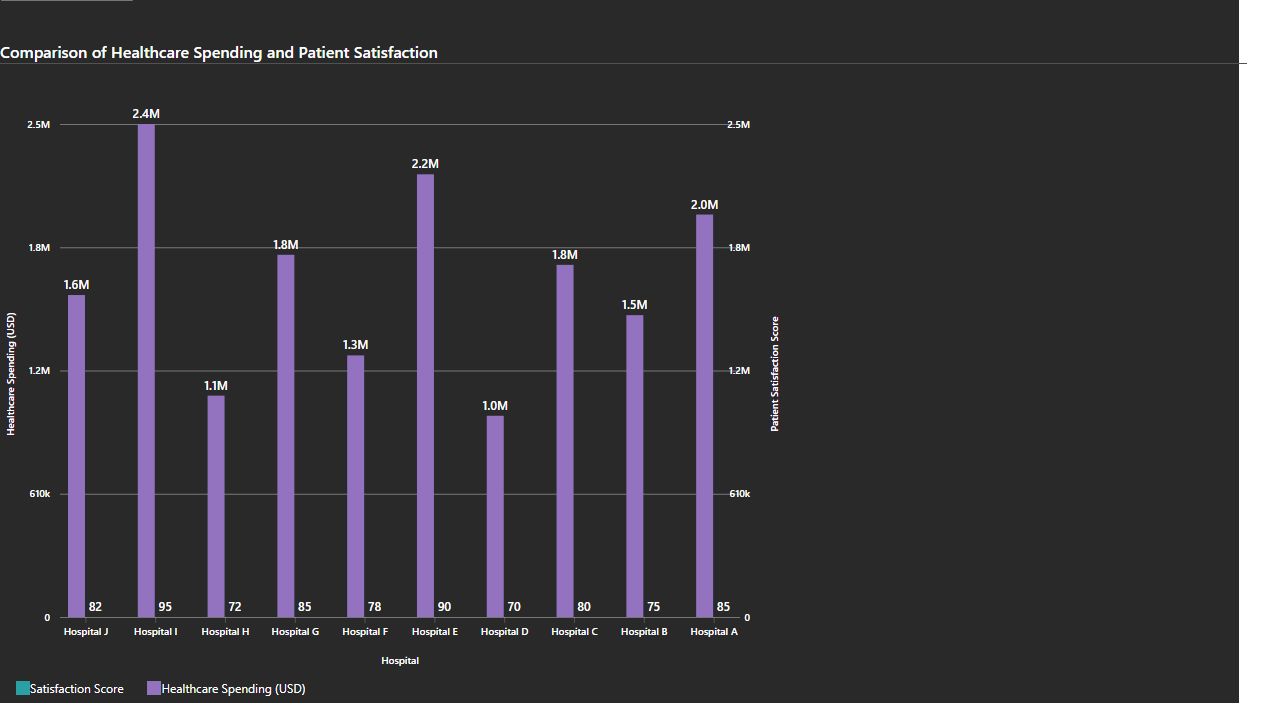 Comparison of Healthcare Spending and Patient Satisfaction
2.4M
2.5M 2.5M
2.2M
2.0M
1.8M 1.8M 1.8M
1.8M
1.6M
1.5M
1.3M
1.2M 1.2M
1.1M
1.0M
Healthcare Spending (USD)
Patient Satisfaction Score
610k 610k
82 95 72 85 78 90 70 80 75 85
0 0
Hospital J Hospital I Hospital H Hospital G Hospital F Hospital E Hospital D Hospital C Hospital B Hospital A
Hospital
Satisfaction Score Healthcare Spending (USD)